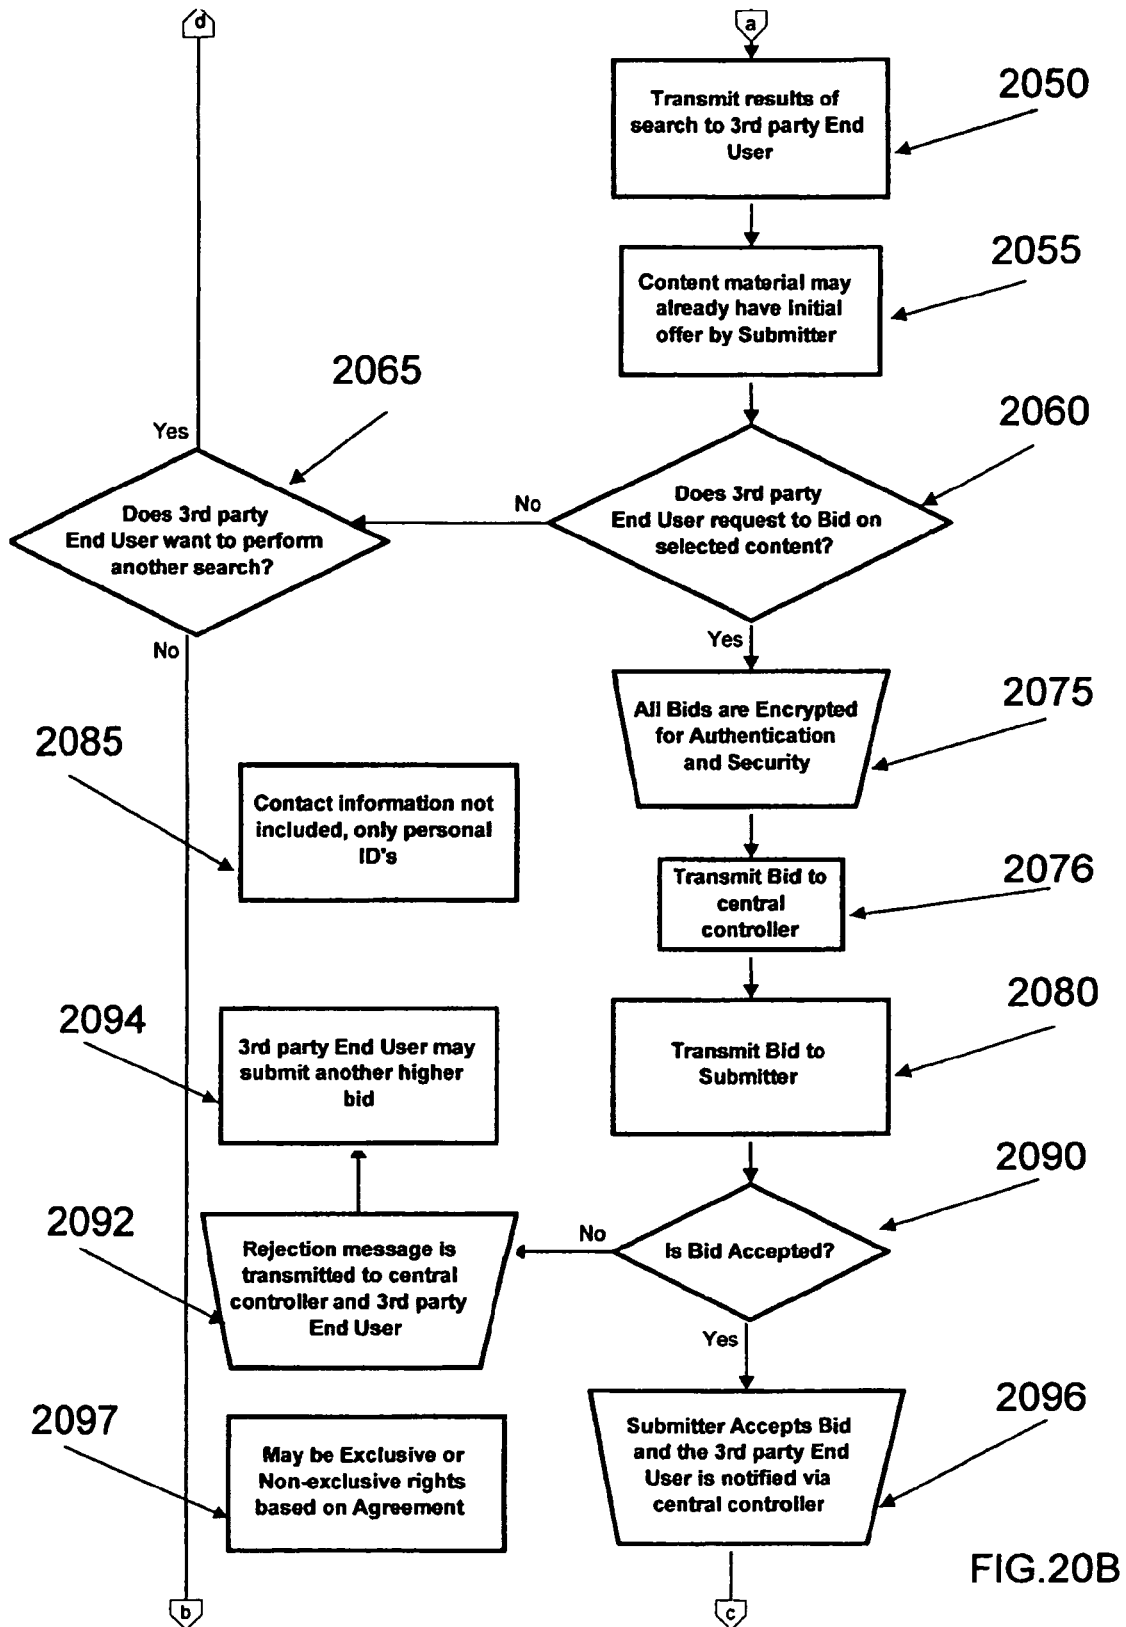 d
a
Transmit results of
search to 3rd party End
User
2050
Content material may
already have initial
offer by Submitter
2055
2065
2060
Yes
Does 3rd party
End User want to perform
another search?
No
No
Does 3rd party
End User request to Bid on
selected content?
Yes
2075
All Bids are Encrypted
for Authentication
and Security
2085
Contact information not
included, only personal
ID's
2076
Transmit Bid to
central
controller
2080
Transmit Bid to
Submitter
2094
3rd party End User may
submit another higher
bid
2090
Is Bid Accepted?
No
Yes
2092
Rejection message is
transmitted to central
controller and 3rd party
End User
2096
Submitter Accepts Bid
and the 3rd party End
User is notified via
central controller
2097
May be Exclusive or
Non-exclusive rights
based on Agreement
FIG.20B
b
c